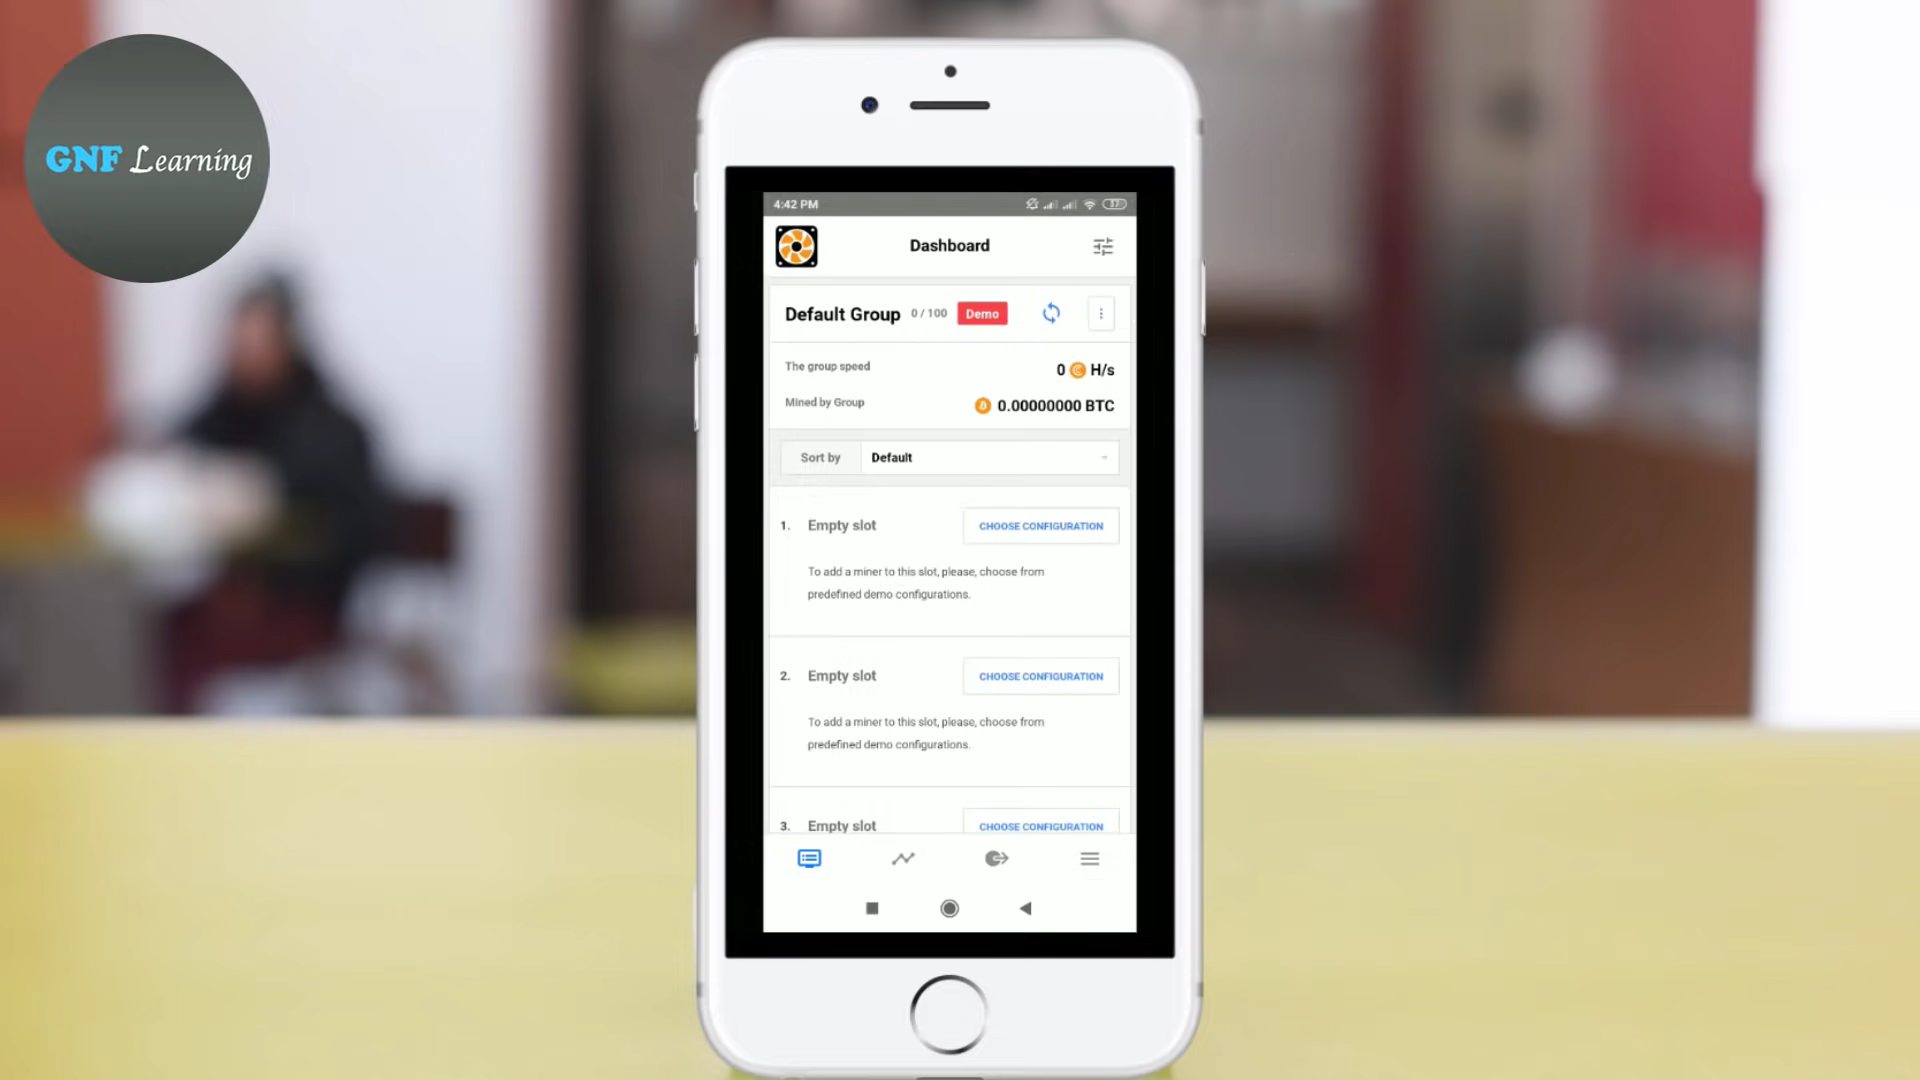 GNF Learning
4:42 PM
37
Dashboard
Default Group 0 / 100 Demo
The group speed 0 H/s
Mined by Group 0.00000000 BTC
Sort by Default
1. Empty slot CHOOSE CONFIGURATION
To add a miner to this slot, please, choose from
predefined demo configurations.
2. Empty slot CHOOSE CONFIGURATION
To add a miner to this slot, please, choose from
predefined demo configurations.
3. Empty slot CHOOSE CONFIGURATION